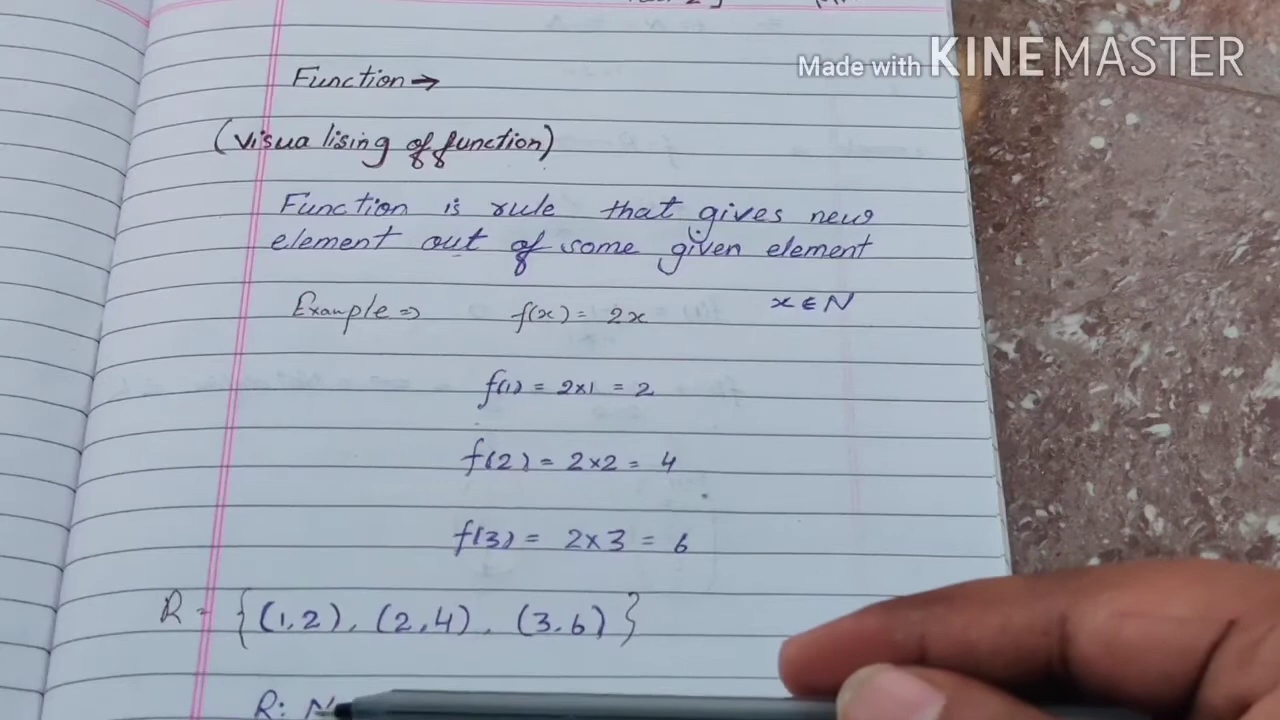 Made with KINEMASTER
Function →
(visualising of function)
Function is rule that gives new
element out of some given element
Example ⇒ f(x) = 2x x ∈ N
f(1) = 2×1 = 2
f(2) = 2×2 = 4
f(3) = 2×3 = 6
R = {(1,2), (2,4), (3,6)}
R: N